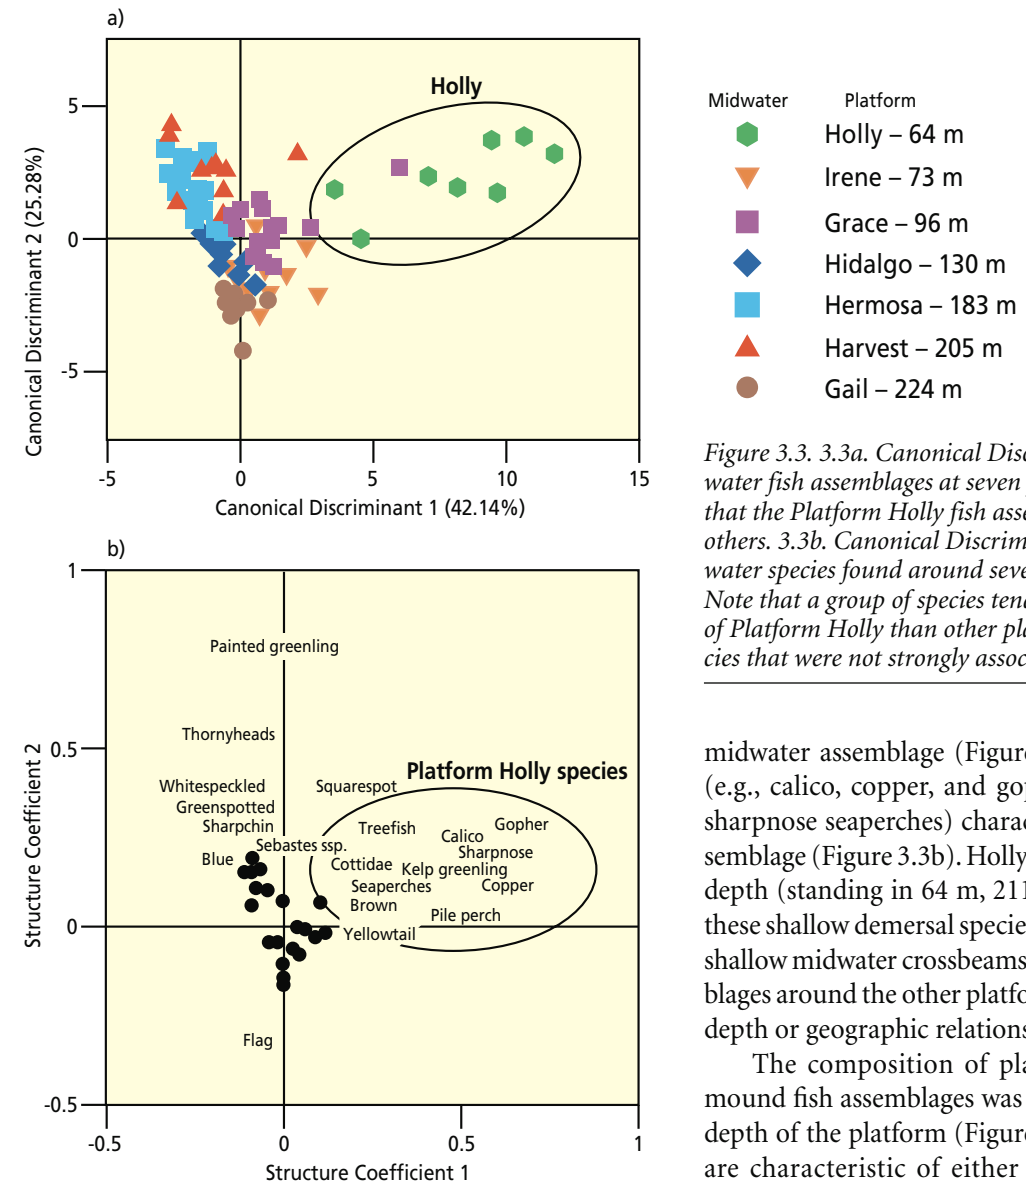 a)
Holly
5
0
-5
-5
0
5
10
15
Canonical Discriminant 2 (25.28%)
Canonical Discriminant 1 (42.14%)
Midwater Platform
Holly – 64 m
Irene – 73 m
Grace – 96 m
Hidalgo – 130 m
Hermosa – 183 m
Harvest – 205 m
Gail – 224 m
b)
1
0.5
0
-0.5
-0.5
0
0.5
1
Structure Coefficient 2
Structure Coefficient 1
Painted greenling
Thornyheads
Platform Holly species
Whitespeckled
Squarespot
Greenspotted
Sharpchin
Treefish
Gopher
Calico
Sebastes ssp.
Sharpnose
Blue
Cottidae
Kelp greenling
Seaperches
Copper
Brown
Pile perch
Yellowtail
Flag
Figure 3.3. 3.3a. Canonical Disc
water fish assemblages at seven
that the Platform Holly fish asse
others. 3.3b. Canonical Discrim
water species found around seve
Note that a group of species tend
of Platform Holly than other pla
cies that were not strongly assoc
midwater assemblage (Figure
(e.g., calico, copper, and gop
sharpnose seaperches) charac
semblage (Figure 3.3b). Holly
depth (standing in 64 m, 211
these shallow demersal species
shallow midwater crossbeams
blages around the other platfo
depth or geographic relations
The composition of pla
mound fish assemblages was
depth of the platform (Figure
are characteristic of either